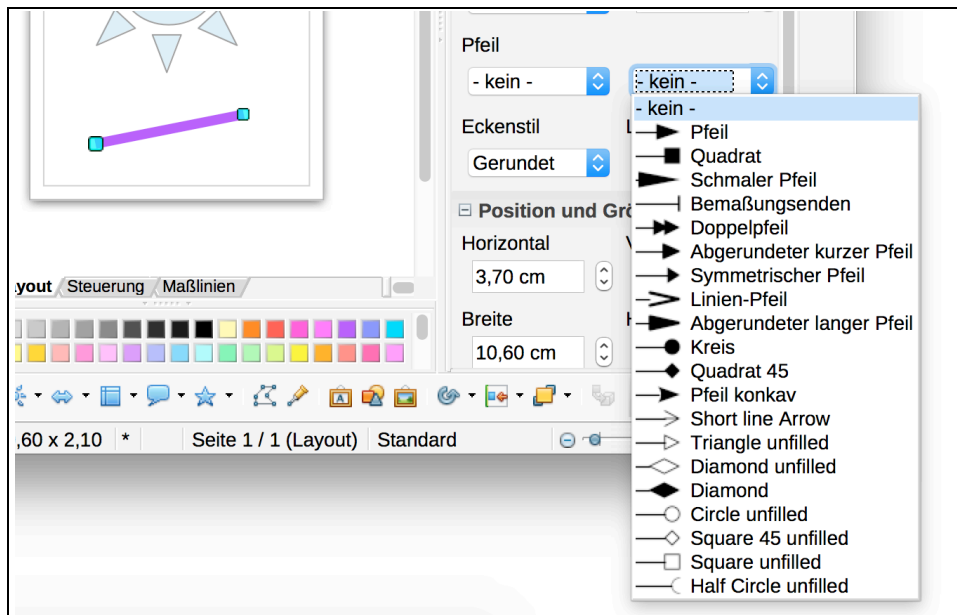 Pfeil
- kein -
- kein -
- kein -
Pfeil
Quadrat
Schmaler Pfeil
Bemaßungsenden
Doppelpfeil
Abgerundeter kurzer Pfeil
Symmetrischer Pfeil
Linien-Pfeil
Abgerundeter langer Pfeil
Kreis
Quadrat 45
Pfeil konkav
Short line Arrow
Triangle unfilled
Diamond unfilled
Diamond
Circle unfilled
Square 45 unfilled
Square unfilled
Half Circle unfilled
Eckenstil
Gerundet
Position und Grö
Horizontal
3,70 cm
Breite
10,60 cm
yout Steuerung Maßlinien
A
,60 x 2,10 * Seite 1 / 1 (Layout) Standard